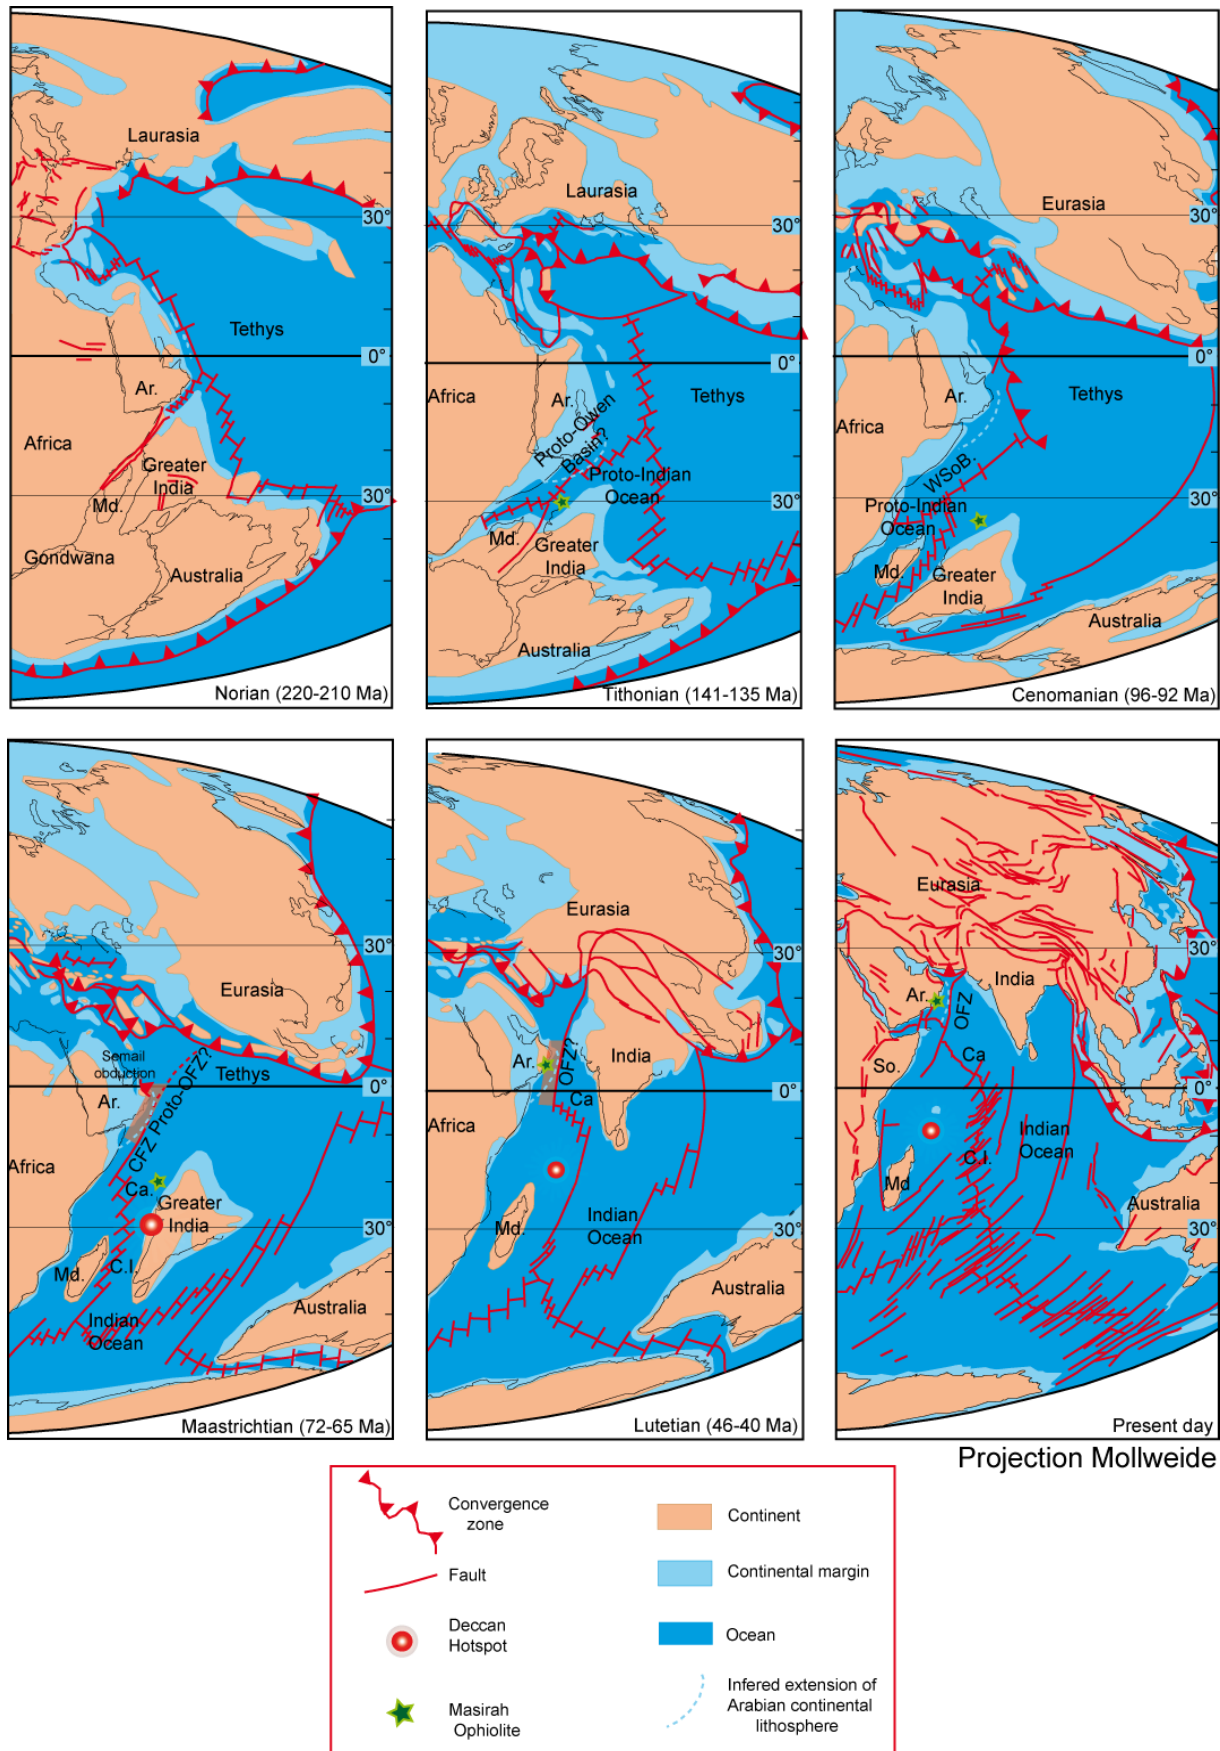 Laurasia
30°
Tethys
0°
Ar.
Africa
Greater
India
30°
Md.
Gondwana
Australia
Norian (220-210 Ma)
Laurasia
30°
0°
Africa
Ar.
Tethys
Proto-Owen
Basin?
Proto-Indian
Ocean
30°
Md.
Greater
India
Australia
Tithonian (141-135 Ma)
Eurasia
30°
0°
Ar.
Tethys
Africa
WSoB.
30°
Proto-Indian
Ocean
Md.
Greater
India
Australia
Cenomanian (96-92 Ma)
30°
Eurasia
Semail
obduction
Tethys
0°
Ar.
CFZ Proto-OFZ?
Africa
Ca.
Greater
India
30°
Md.
C.I.
Australia
Indian
Ocean
Maastrichtian (72-65 Ma)
Eurasia
30°
Ar.
OFZ?
India
0°
Ca
Africa
Md.
Indian
Ocean
30°
Australia
Lutetian (46-40 Ma)
Eurasia
30°
India
Ar.
OFZ
Ca
So.
0°
Indian
Ocean
C.I.
Md
Australia
30°
Present day
Projection Mollweide
Convergence
zone
Continent
Fault
Continental margin
Deccan
Hotspot
Ocean
Masirah
Ophiolite
Infered extension of
Arabian continental
lithosphere